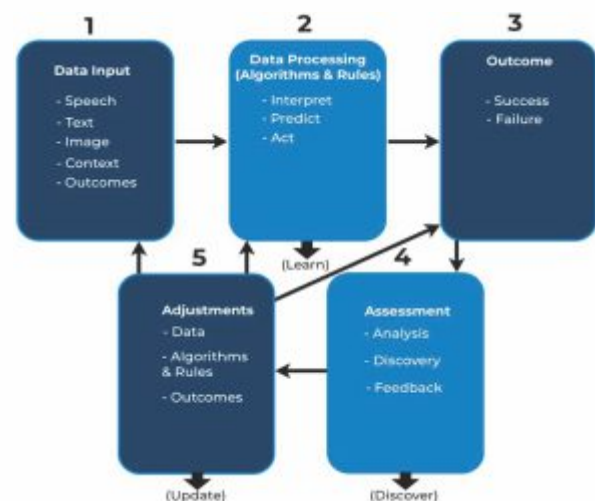 1
Data Input
- Speech
- Text
- Image
- Context
- Outcomes
2
Data Processing
(Algorithms & Rules)
- Interpret
- Predict
- Act
(Learn)
3
Outcome
- Success
- Failure
4
Assessment
- Analysis
- Discovery
- Feedback
(Discover)
5
Adjustments
- Data
- Algorithms
& Rules
- Outcomes
(Update)